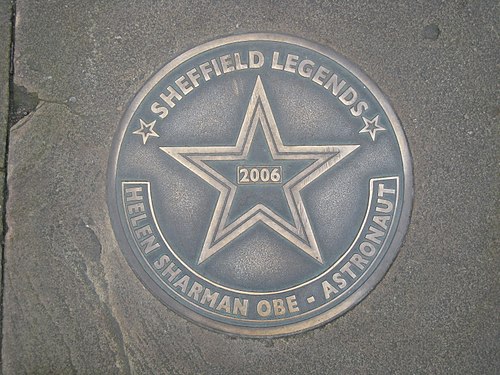 SHEFFIELD LEGENDS
2006
HELEN SHARMAN OBE - ASTRONAUT